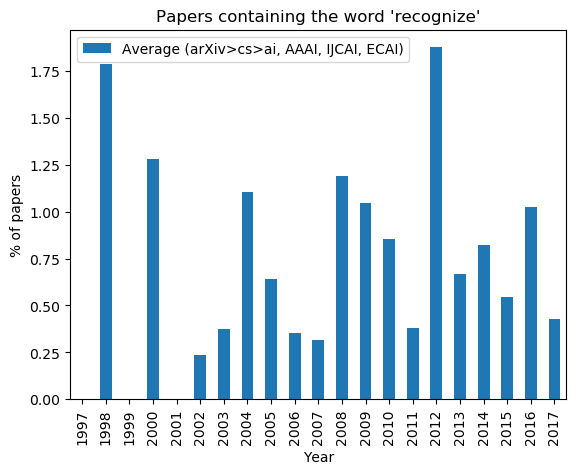 Papers containing the word 'recognize'
Average (arXiv>cs>ai, AAAI, IJCAI, ECAI)
% of papers
1.75
1.50
1.25
1.00
0.75
0.50
0.25
0.00
1997 1998 1999 2000 2001 2002 2003 2004 2005 2006 2007 2008 2009 2010 2011 2012 2013 2014 2015 2016 2017
Year